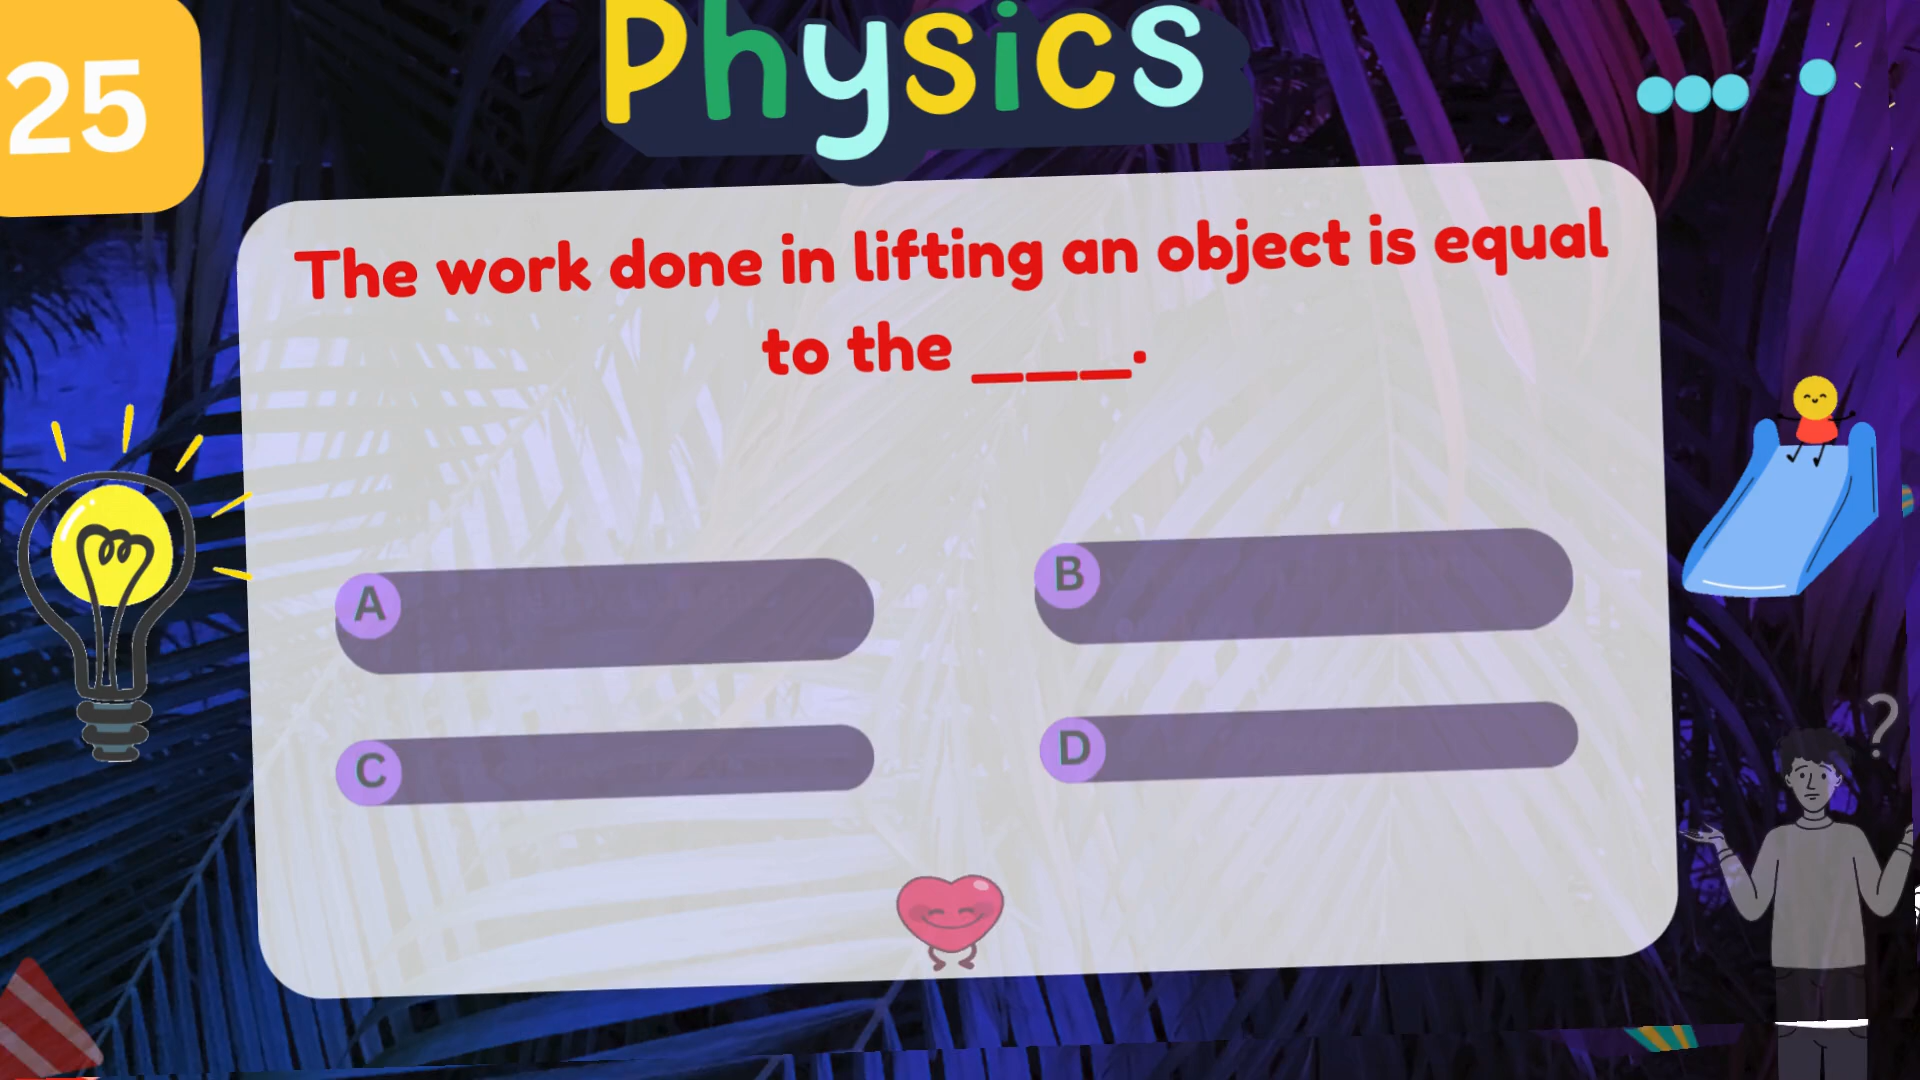 25
Physics
The work done in lifting an object is equal
to the ____.
A
B
C
D
?